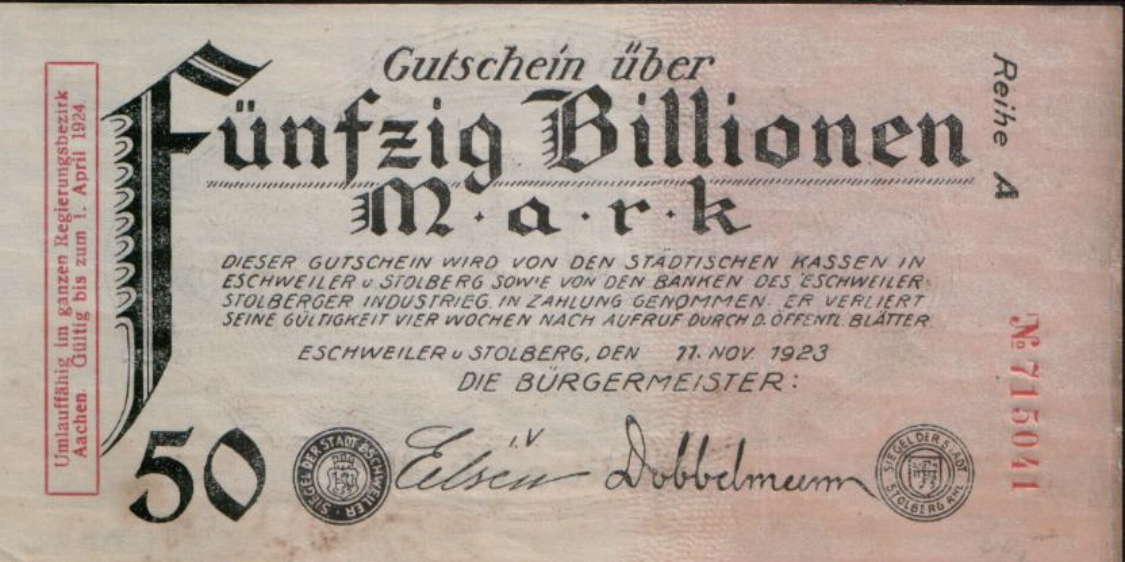 Gutschein über
Fünfzig Billionen
M·a·r·k
DIESER GUTSCHEIN WIRD VON DEN STÄDTISCHEN KASSEN IN
ESCHWEILER u STOLBERG SOWIE VON DEN BANKEN DES ESCHWEILER-
STOLBERGER INDUSTRIEG. IN ZAHLUNG GENOMMEN. ER VERLIERT
SEINE GÜLTIGKEIT VIER WOCHEN NACH AUFRUF DURCH D. ÖFFENTL. BLÄTTER
ESCHWEILER u STOLBERG, DEN 11. NOV. 1923
DIE BÜRGERMEISTER:
50
SIEGEL DER STADT ESCHWEILER
i.V
Dobbelmann
SIEGEL DER STADT STOLBERG RHL
Umlauffähig im ganzen Regierungsbezirk
Aachen. Gültig bis zum 1. April 1924.
Reihe A
№ 715041